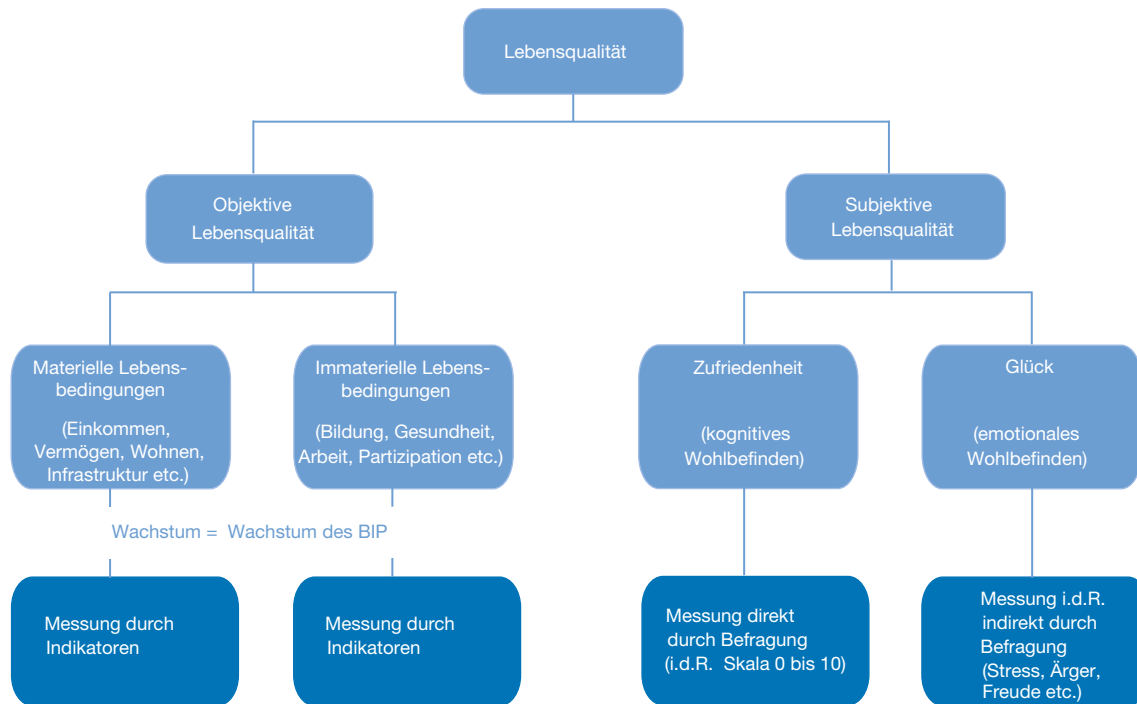 Lebensqualität
Objektive
Lebensqualität
Subjektive
Lebensqualität
Materielle Lebens-
bedingungen
(Einkommen,
Vermögen, Wohnen,
Infrastruktur etc.)
Immaterielle Lebens-
bedingungen
(Bildung, Gesundheit,
Arbeit, Partizipation etc.)
Zufriedenheit
(kognitives
Wohlbefinden)
Glück
(emotionales
Wohlbefinden)
Wachstum = Wachstum des BIP
Messung durch
Indikatoren
Messung durch
Indikatoren
Messung direkt
durch Befragung
(i.d.R. Skala 0 bis 10)
Messung i.d.R.
indirekt durch
Befragung
(Stress, Ärger,
Freude etc.)